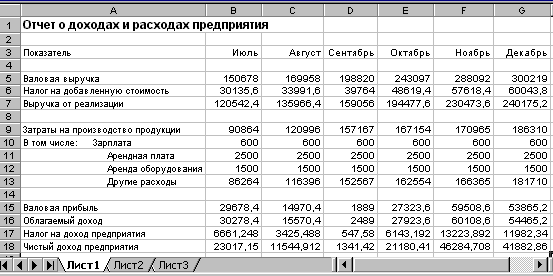 A B C D E F G
1 Отчет о доходах и расходах предприятия
2
3 Показатель Июль Август Сентябрь Октябрь Ноябрь Декабрь
4
5 Валовая выручка 150678 169958 198820 243097 288092 300219
6 Налог на добавленную стоимость 30135,6 33991,6 39764 48619,4 57618,4 60043,8
7 Выручка от реализации 120542,4 135966,4 159056 194477,6 230473,6 240175,2
8
9 Затраты на производство продукции 90864 120996 157167 167154 170965 186310
10 В том числе: Зарплата 600 600 600 600 600 600
11 Арендная плата 2500 2500 2500 2500 2500 2500
12 Аренда оборудования 1500 1500 1500 1500 1500 1500
13 Другие расходы 86264 116396 152567 162554 166365 181710
14
15 Валовая прибыль 29678,4 14970,4 1889 27323,6 59508,6 53865,2
16 Облагаемый доход 30278,4 15570,4 2489 27923,6 60108,6 54465,2
17 Налог на доход предприятия 6661,248 3425,488 547,58 6143,192 13223,892 11982,34
18 Чистый доход предприятия 23017,15 11544,912 1341,42 21180,41 46284,708 41882,86
Лист1 Лист2 Лист3